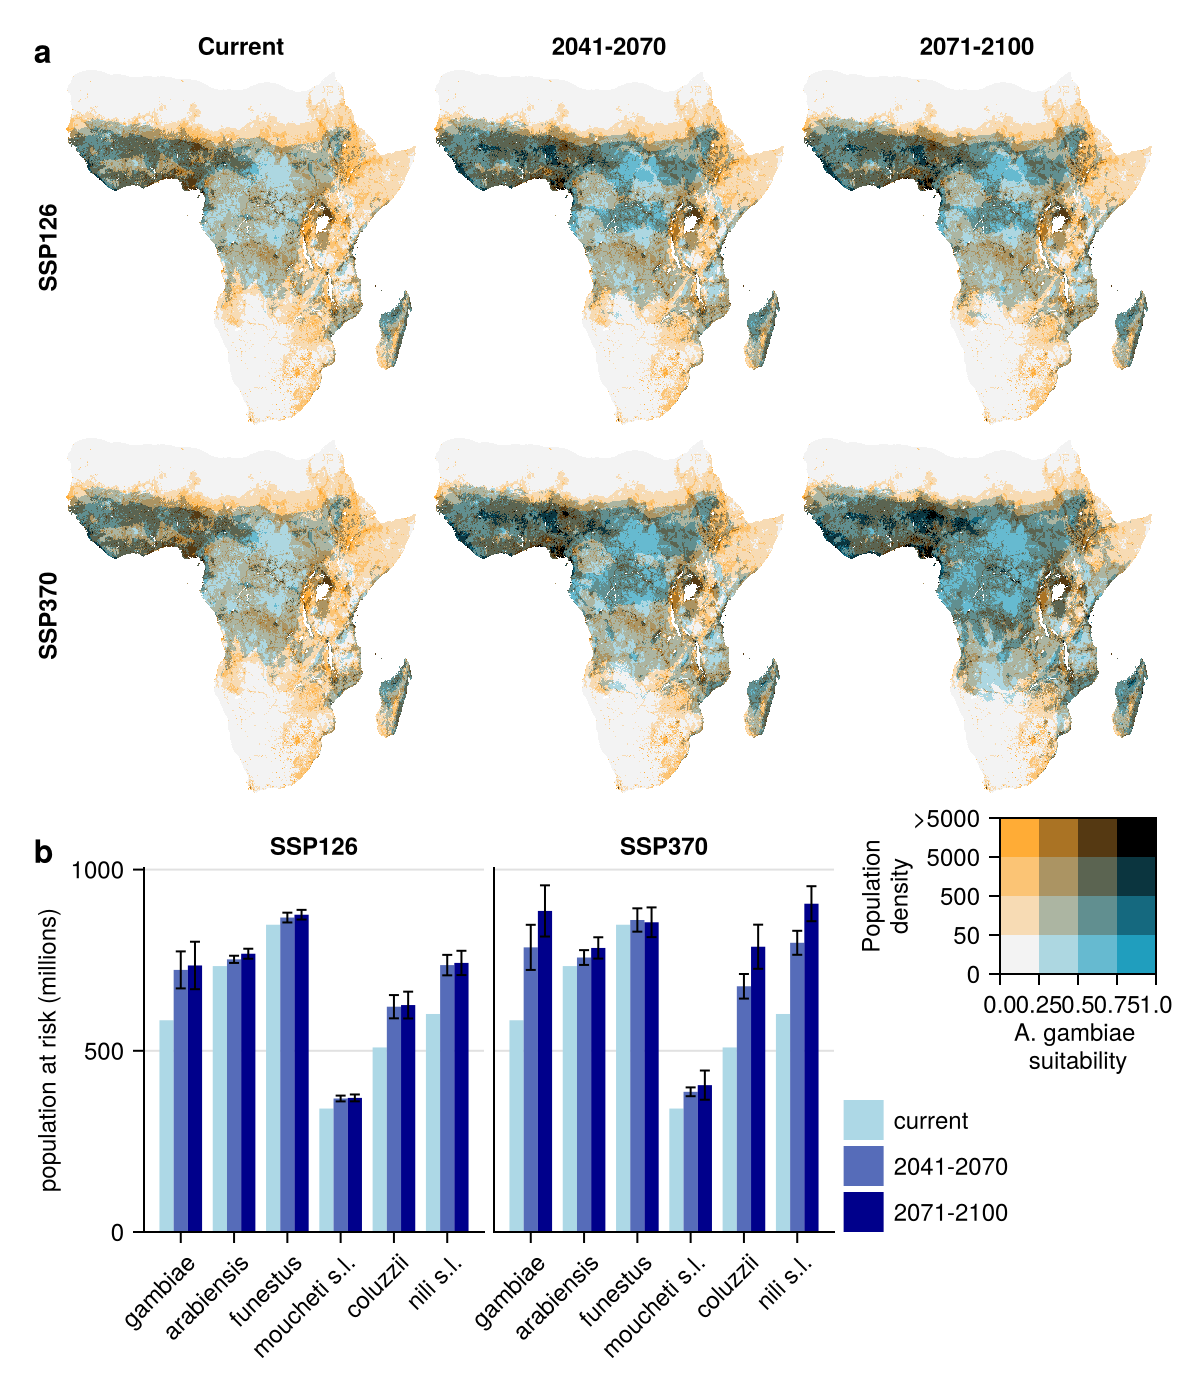 a
Current
2041-2070
2071-2100
SSP126
SSP370
b
SSP126
SSP370
population at risk (millions)
1000
500
0
gambiae
arabiensis
funestus
moucheti s.l.
coluzzii
nili s.l.
gambiae
arabiensis
funestus
moucheti s.l.
coluzzii
nili s.l.
Population
density
>5000
5000
500
50
0
0.00.250.50.751.0
A. gambiae
suitability
current
2041-2070
2071-2100